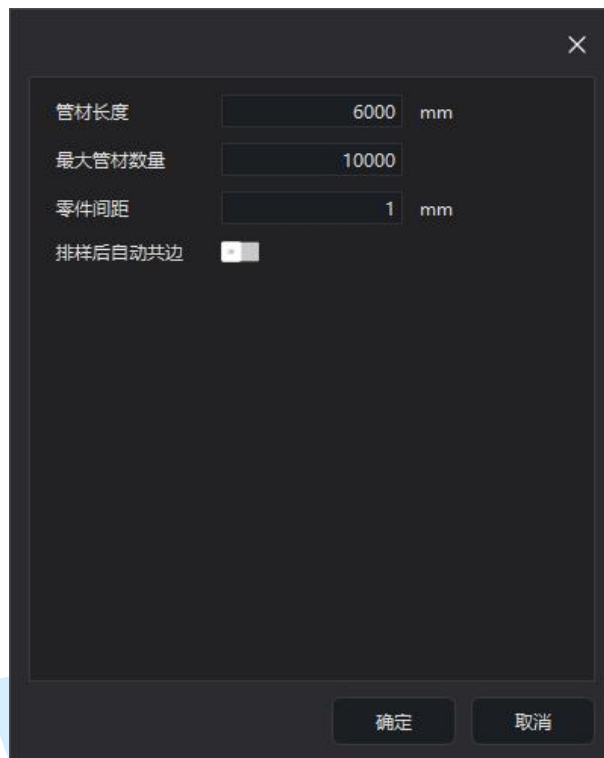 管材长度 6000 mm
最大管材数量 10000
零件间距 1 mm
排样后自动共边
确定 取消